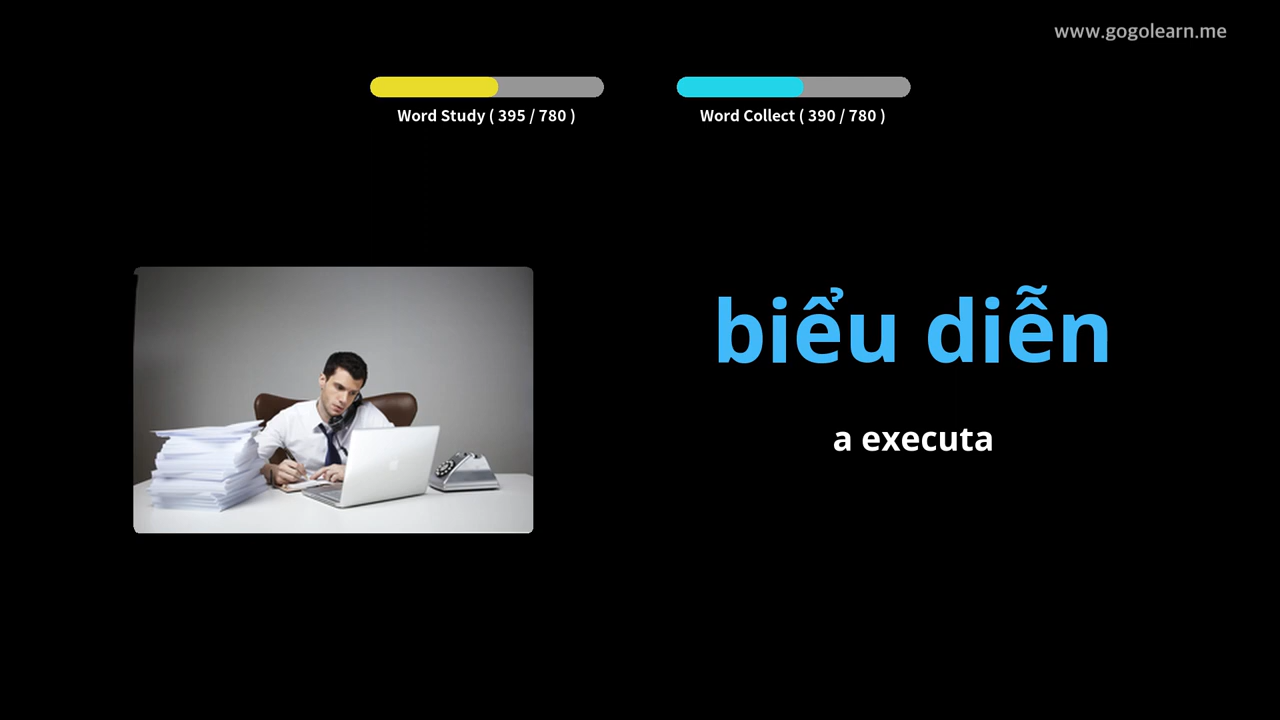 www.gogolearn.me
Word Study ( 395 / 780 )
Word Collect ( 390 / 780 )
biểu diễn
a executa